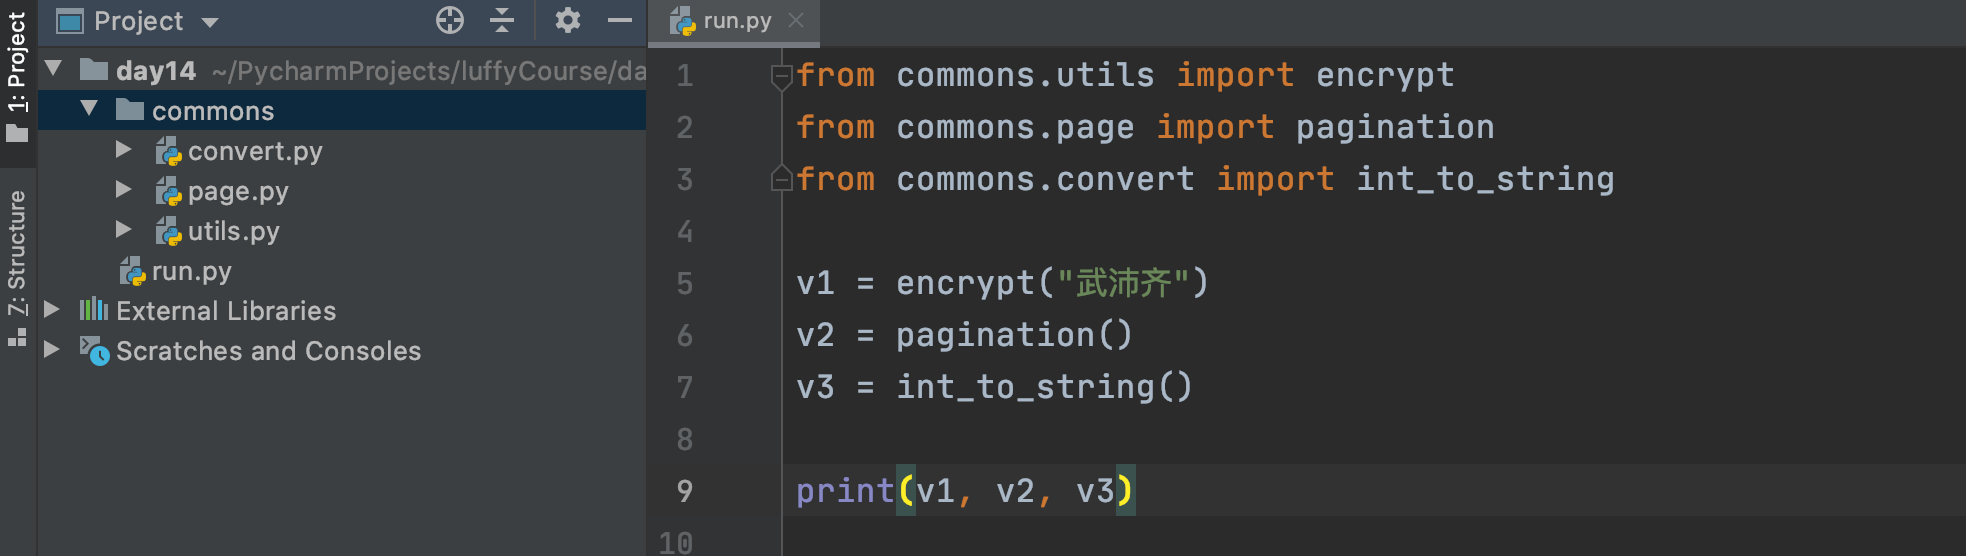 1: Project
Z: Structure
Project
day14 ~/PycharmProjects/luffyCourse/da
commons
convert.py
page.py
utils.py
run.py
External Libraries
Scratches and Consoles
run.py
1 from commons.utils import encrypt
2 from commons.page import pagination
3 from commons.convert import int_to_string
4
5 v1 = encrypt("武沛齐")
6 v2 = pagination()
7 v3 = int_to_string()
8
9 print(v1, v2, v3)
10